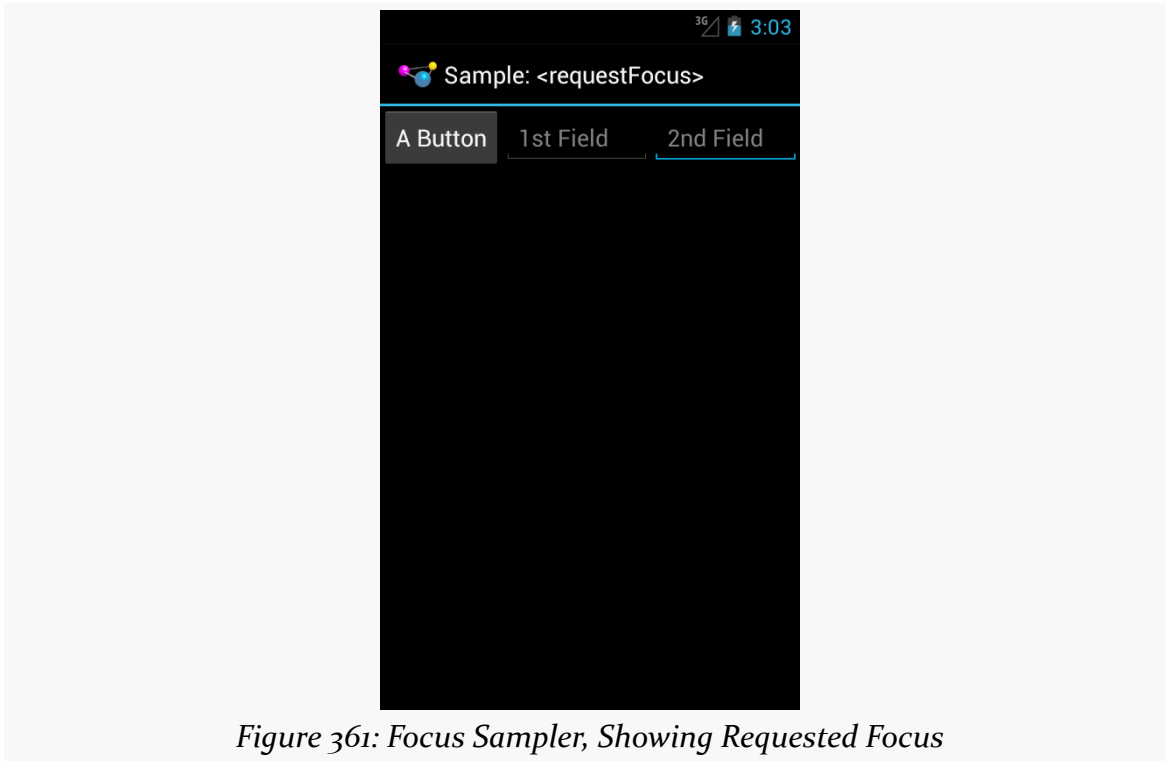 3G 3:03
Sample: <requestFocus>
A Button 1st Field 2nd Field
Figure 361: Focus Sampler, Showing Requested Focus